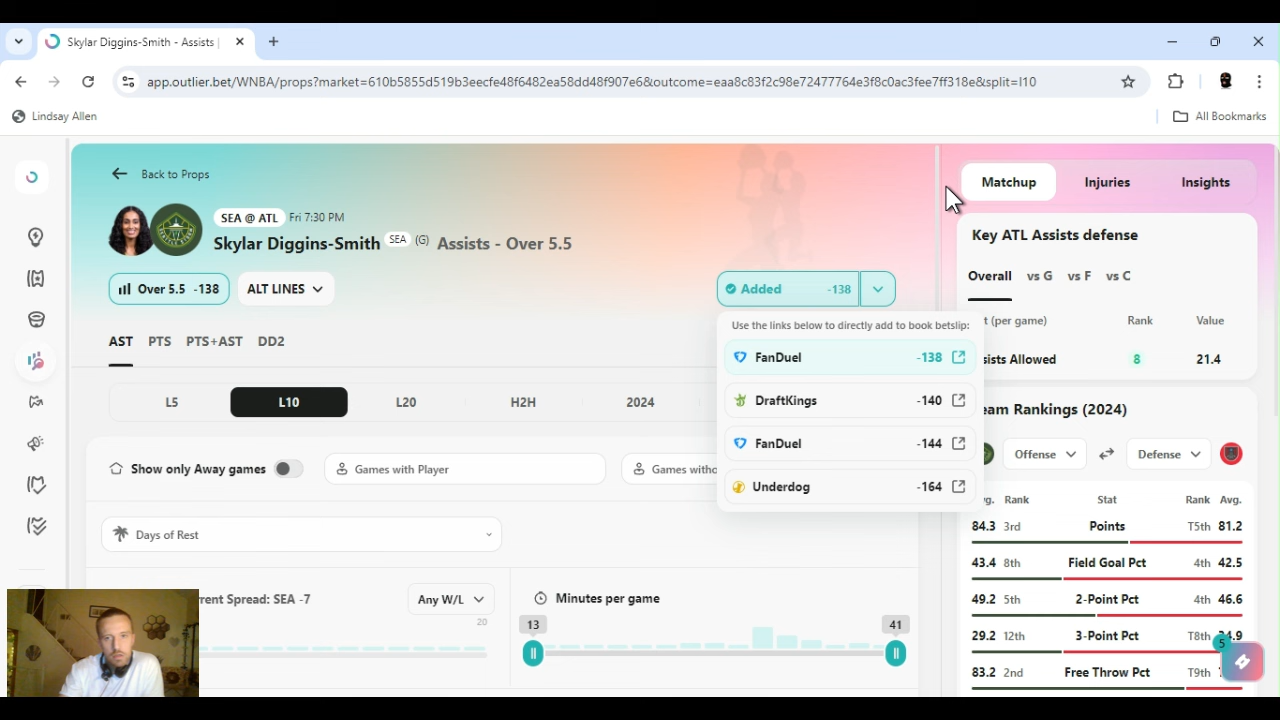 Skylar Diggins-Smith - Assists |
app.outlier.bet/WNBA/props?market=610b5855d519b3eecfe48f6482ea58dd48f907e6&outcome=eaa8c83f2c98e72477764e3f8c0ac3fee7ff318e&split=l10
Lindsay Allen
All Bookmarks
Back to Props
SEA @ ATL Fri 7:30 PM
Skylar Diggins-Smith SEA (G) Assists - Over 5.5
Over 5.5 -138
ALT LINES
Added -138
Use the links below to directly add to book betslip:
FanDuel -138
DraftKings -140
FanDuel -144
Underdog -164
AST PTS PTS+AST DD2
L5 L10 L20 H2H 2024
Show only Away games
Games with Player
Games witho
Days of Rest
rrent Spread: SEA -7
Any W/L
20
Minutes per game
13 41
Matchup Injuries Insights
Key ATL Assists defense
Overall vs G vs F vs C
t (per game) Rank Value
sists Allowed 8 21.4
eam Rankings (2024)
Offense Defense
g. Rank Stat Rank Avg.
84.3 3rd Points T5th 81.2
43.4 8th Field Goal Pct 4th 42.5
49.2 5th 2-Point Pct 4th 46.6
29.2 12th 3-Point Pct T8th 4.9
5
83.2 2nd Free Throw Pct T9th